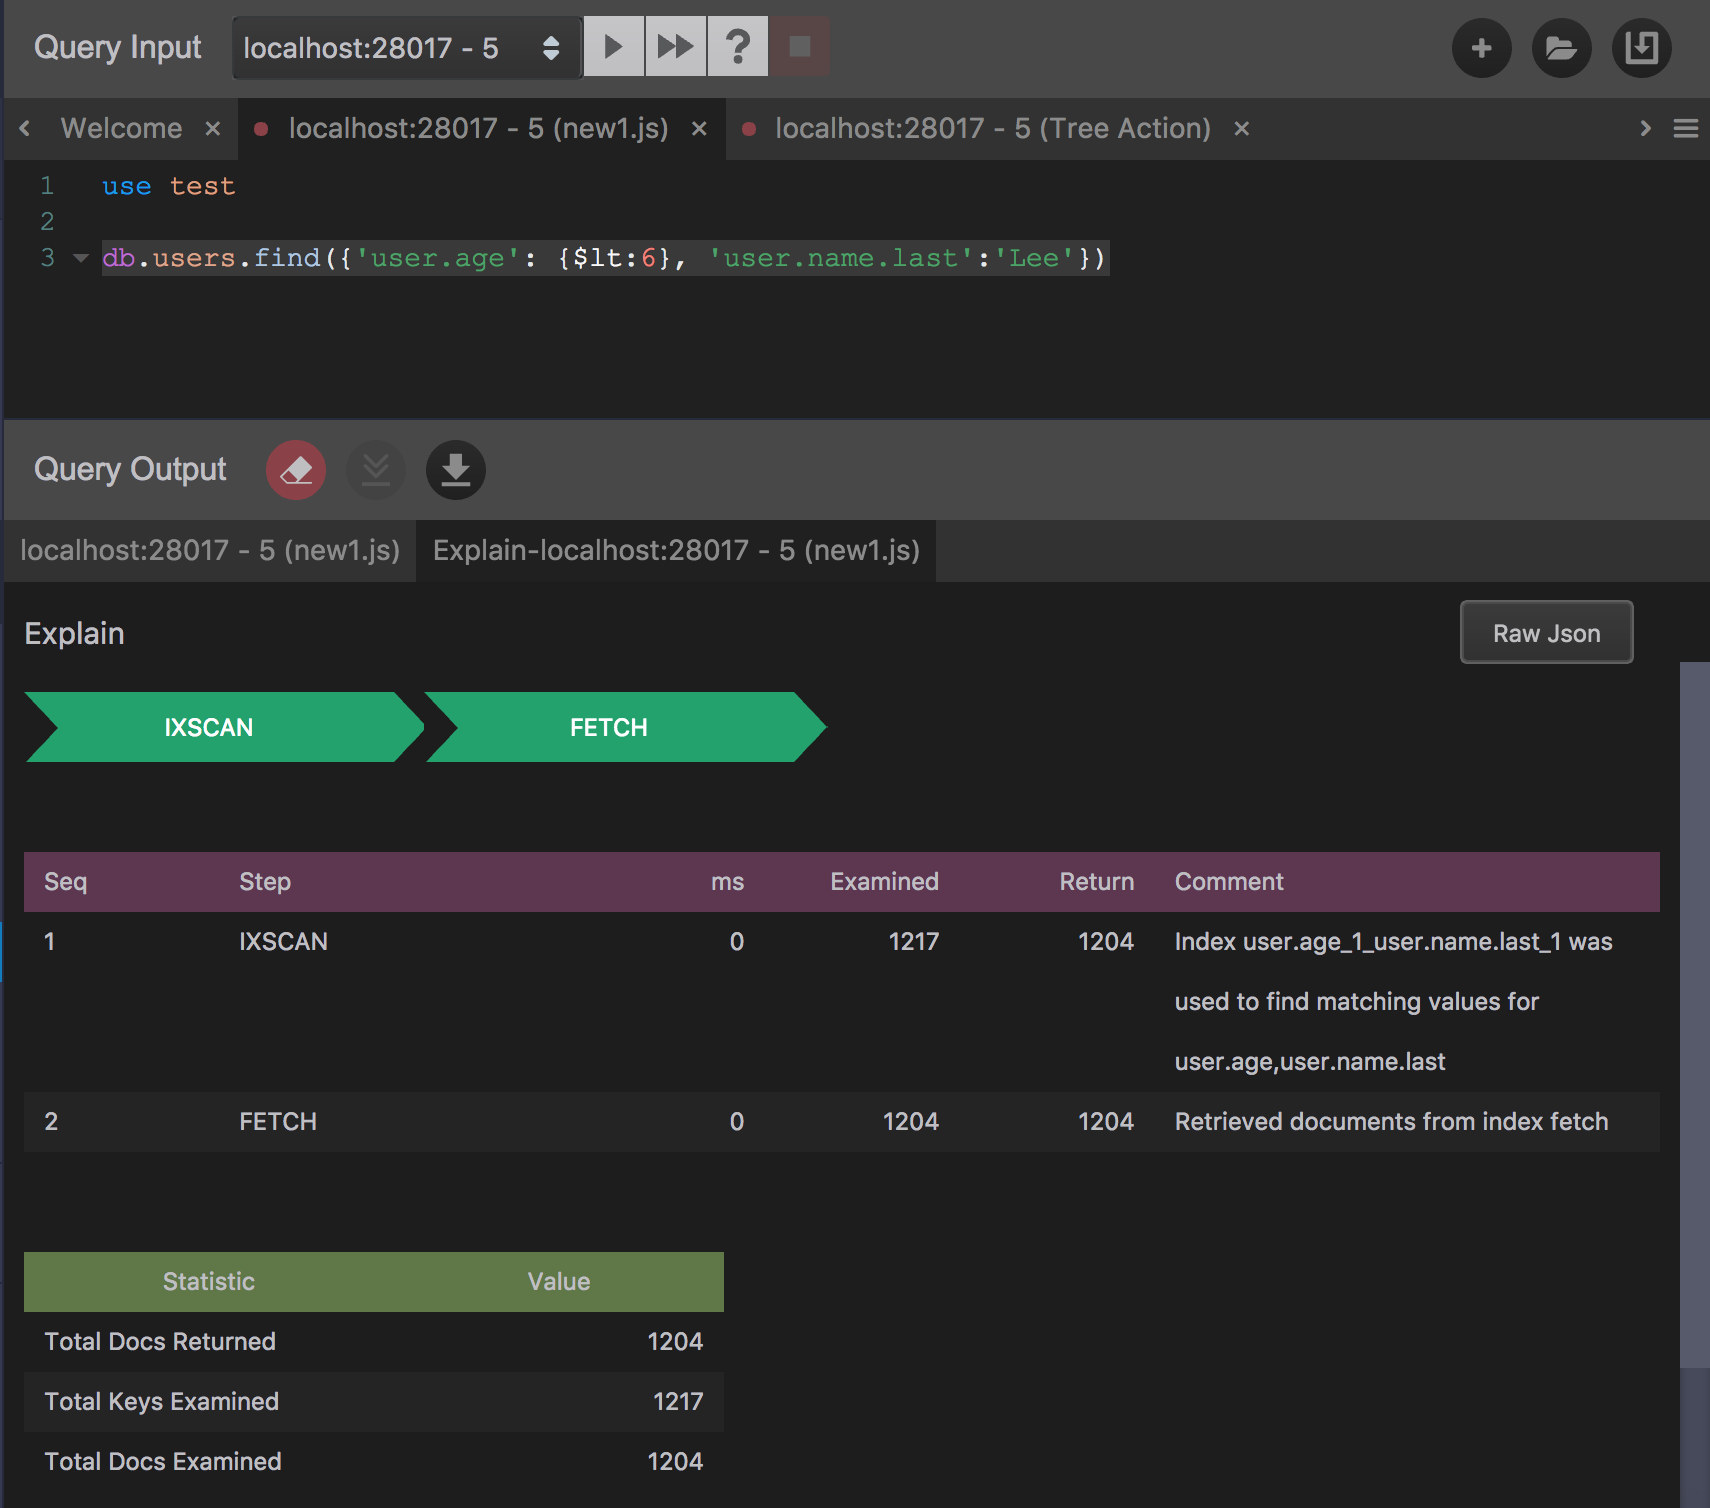 Query Input localhost:28017 - 5 ?
Welcome × localhost:28017 - 5 (new1.js) × localhost:28017 - 5 (Tree Action) ×
1 use test
2
3 db.users.find({'user.age': {$lt:6}, 'user.name.last':'Lee'})
Query Output
localhost:28017 - 5 (new1.js) Explain-localhost:28017 - 5 (new1.js)
Explain Raw Json
IXSCAN FETCH
Seq Step ms Examined Return Comment
1 IXSCAN 0 1217 1204 Index user.age_1_user.name.last_1 was
used to find matching values for
user.age,user.name.last
2 FETCH 0 1204 1204 Retrieved documents from index fetch
Statistic Value
Total Docs Returned 1204
Total Keys Examined 1217
Total Docs Examined 1204